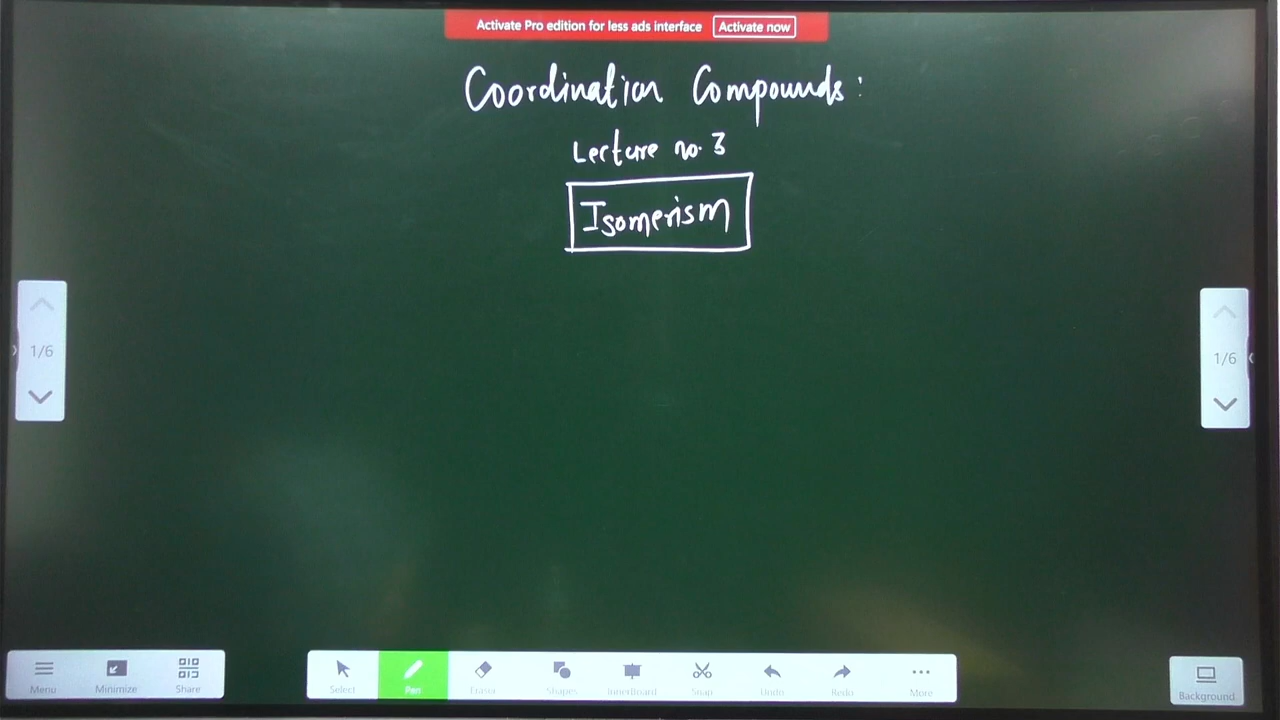 Activate Pro edition for less ads interface Activate now
Coordination Compounds:
Lecture no. 3
Isomerism
1/6
1/6
Menu Minimize Share Select Pen Eraser Shapes InnerBoard Snap Undo Redo More Background